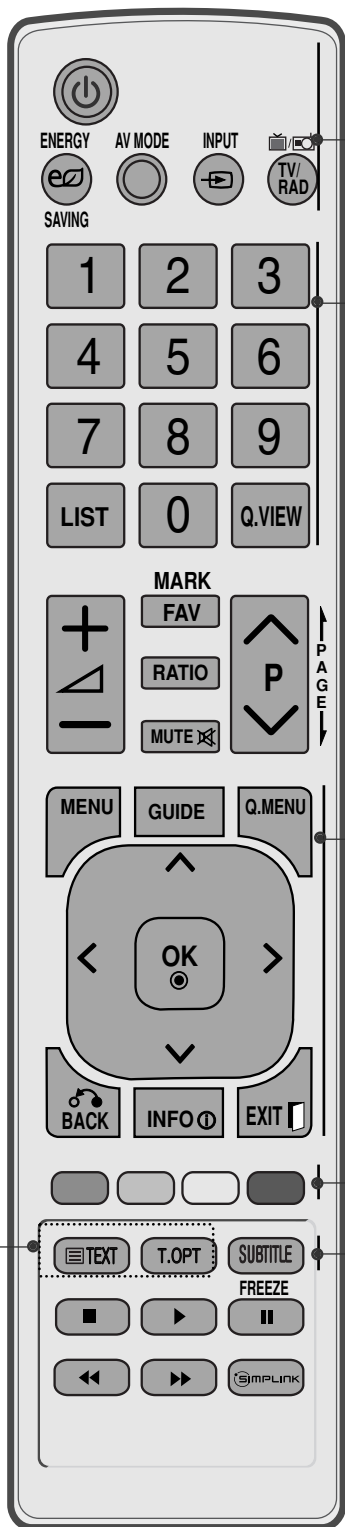 ENERGY AV MODE INPUT
TV/
RAD
SAVING
1 2 3
4 5 6
7 8 9
LIST 0 Q.VIEW
MARK
FAV
RATIO P
MUTE
PAGE
MENU GUIDE Q.MENU
OK
BACK INFO EXIT
TEXT T.OPT SUBTITLE
FREEZE
SIMPLINK